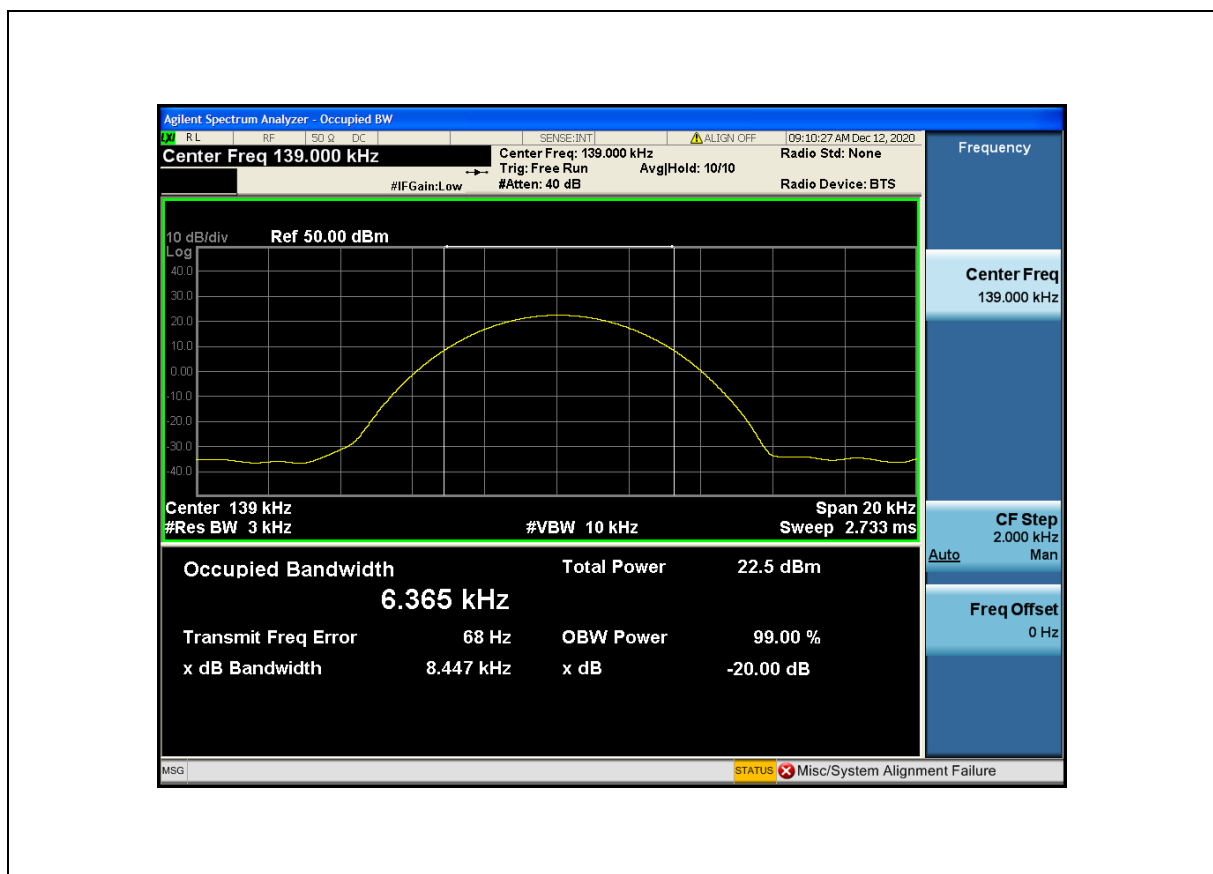 Agilent Spectrum Analyzer - Occupied BW
LXI RL RF 50 Ω DC SENSE:INT ALIGN OFF 09:10:27 AM Dec 12, 2020
Center Freq 139.000 kHz
Center Freq: 139.000 kHz Radio Std: None
Trig: Free Run Avg|Hold: 10/10
#IFGain:Low #Atten: 40 dB Radio Device: BTS
10 dB/div Ref 50.00 dBm
Log
40.0
30.0
20.0
10.0
0.00
-10.0
-20.0
-30.0
-40.0
Center 139 kHz Span 20 kHz
#Res BW 3 kHz #VBW 10 kHz Sweep 2.733 ms
Occupied Bandwidth Total Power 22.5 dBm
6.365 kHz
Transmit Freq Error 68 Hz OBW Power 99.00 %
x dB Bandwidth 8.447 kHz x dB -20.00 dB
Frequency
Center Freq
139.000 kHz
CF Step
2.000 kHz
Auto Man
Freq Offset
0 Hz
MSG STATUS Misc/System Alignment Failure